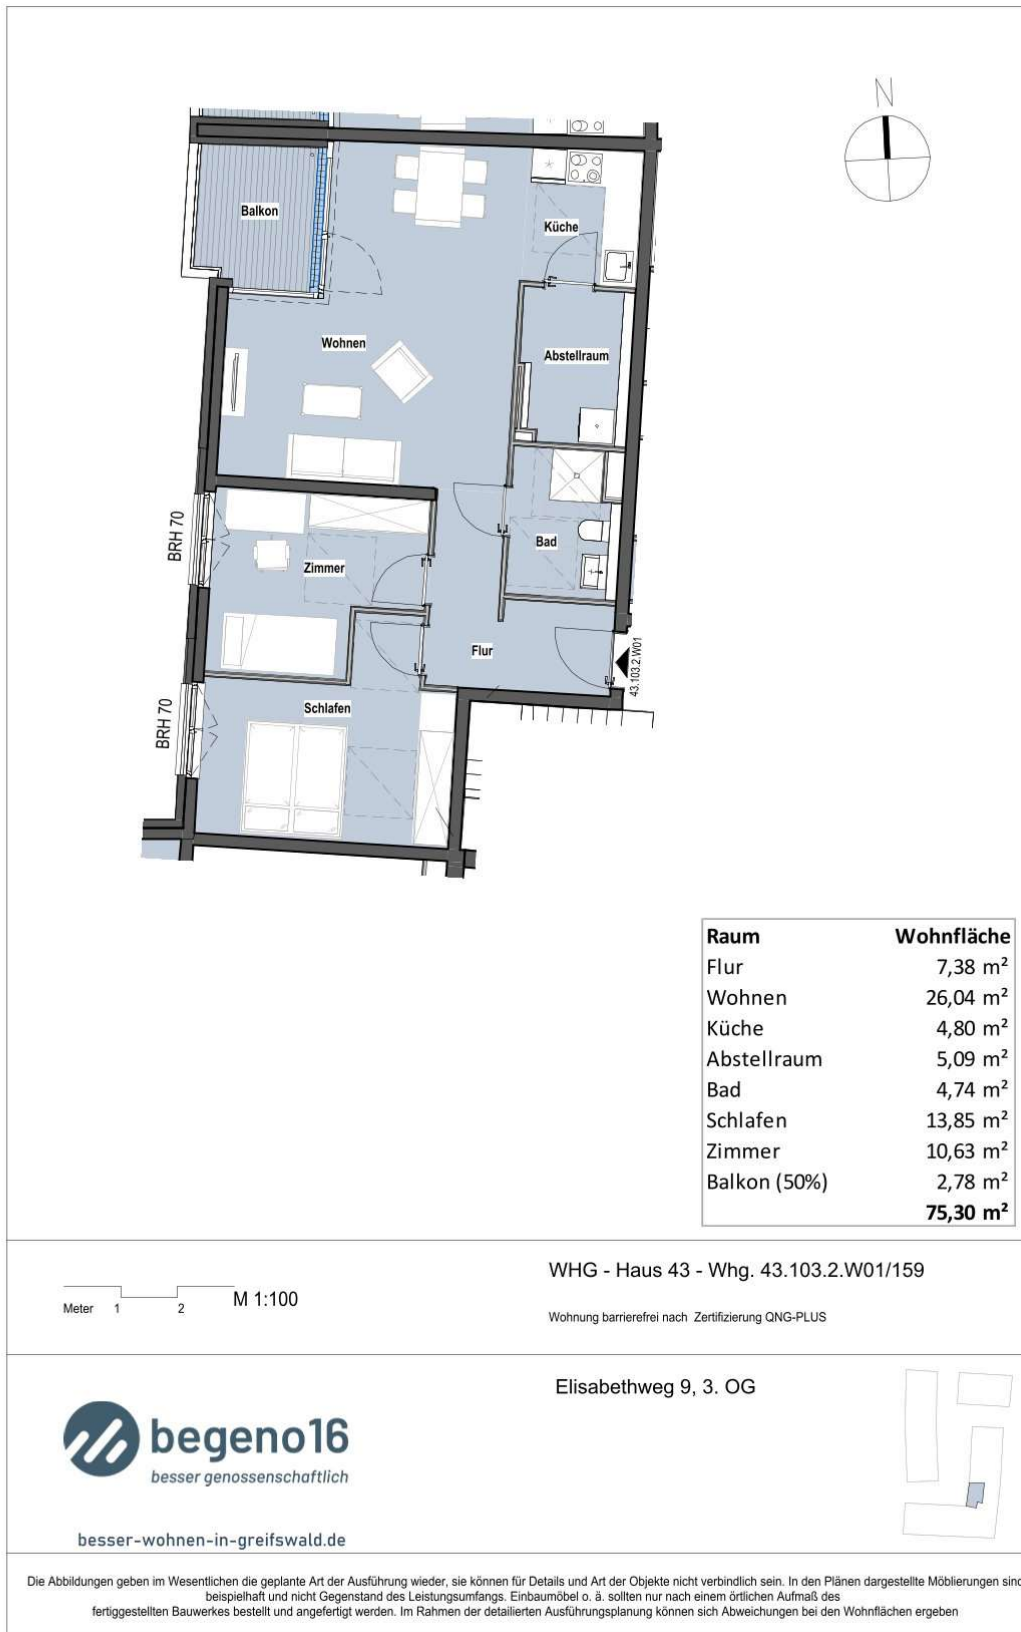 N
Balkon
Küche
Wohnen
Abstellraum
BRH 70
Bad
Zimmer
Flur
43.103.2.W01
BRH 70
Schlafen
Raum Wohnfläche
Flur 7,38 m²
Wohnen 26,04 m²
Küche 4,80 m²
Abstellraum 5,09 m²
Bad 4,74 m²
Schlafen 13,85 m²
Zimmer 10,63 m²
Balkon (50%) 2,78 m²
75,30 m²
WHG - Haus 43 - Whg. 43.103.2.W01/159
Meter 1 2 M 1:100
Wohnung barrierefrei nach Zertifizierung QNG-PLUS
Elisabethweg 9, 3. OG
begeno16
besser genossenschaftlich
besser-wohnen-in-greifswald.de
Die Abbildungen geben im Wesentlichen die geplante Art der Ausführung wieder, sie können für Details und Art der Objekte nicht verbindlich sein. In den Plänen dargestellte Möblierungen sind
beispielhaft und nicht Gegenstand des Leistungsumfangs. Einbaumöbel o. ä. sollten nur nach einem örtlichen Aufmaß des
fertiggestellten Bauwerkes bestellt und angefertigt werden. Im Rahmen der detailierten Ausführungsplanung können sich Abweichungen bei den Wohnflächen ergeben